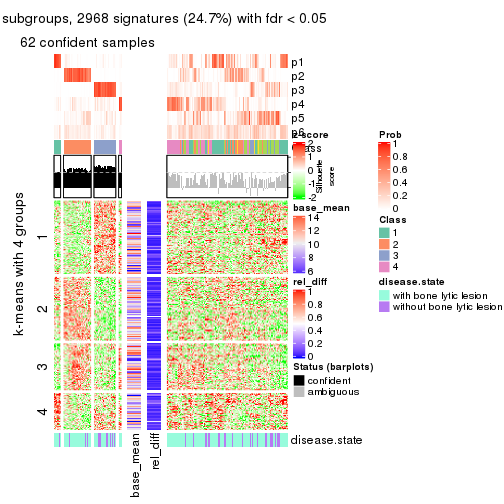 subgroups, 2968 signatures (24.7%) with fdr < 0.05
62 confident samples
p1
p2
p3
p4
p5
p6
Class
Silhouette
score
k-means with 4 groups
1
2
3
4
disease.state
base_mean
rel_diff
z-score
2
1
0
-1
-2
base_mean
14
12
10
8
6
rel_diff
1
0.8
0.6
0.4
0.2
0
Status (barplots)
confident
ambiguous
Prob
1
0.8
0.6
0.4
0.2
0
Class
1
2
3
4
disease.state
with bone lytic lesion
without bone lytic lesion